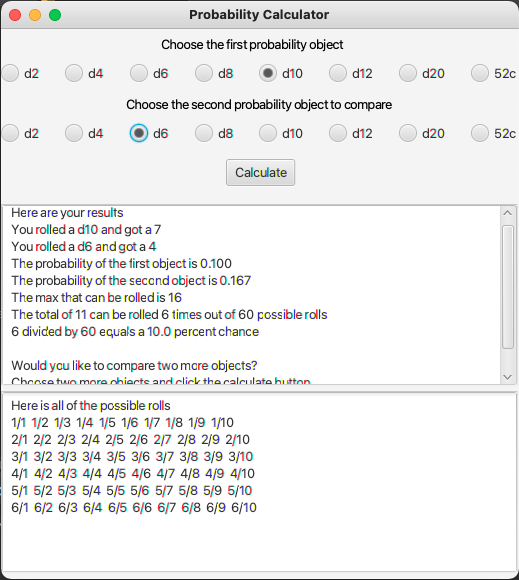 Probability Calculator
Choose the first probability object
d2 d4 d6 d8 d10 d12 d20 52c
Choose the second probability object to compare
d2 d4 d6 d8 d10 d12 d20 52c
Calculate
Here are your results
You rolled a d10 and got a 7
You rolled a d6 and got a 4
The probability of the first object is 0.100
The probability of the second object is 0.167
The max that can be rolled is 16
The total of 11 can be rolled 6 times out of 60 possible rolls
6 divided by 60 equals a 10.0 percent chance
Would you like to compare two more objects?
Choose two more objects and click the calculate button
Here is all of the possible rolls
1/1 1/2 1/3 1/4 1/5 1/6 1/7 1/8 1/9 1/10
2/1 2/2 2/3 2/4 2/5 2/6 2/7 2/8 2/9 2/10
3/1 3/2 3/3 3/4 3/5 3/6 3/7 3/8 3/9 3/10
4/1 4/2 4/3 4/4 4/5 4/6 4/7 4/8 4/9 4/10
5/1 5/2 5/3 5/4 5/5 5/6 5/7 5/8 5/9 5/10
6/1 6/2 6/3 6/4 6/5 6/6 6/7 6/8 6/9 6/10